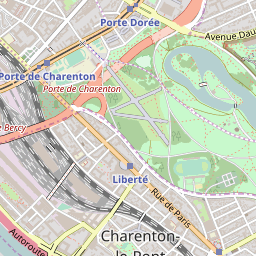 Porte Dorée
Avenue Dau
Porte de Charenton
Porte de Charenton
e Bercy
Liberté
Rue de Paris
Charenton-
le-Pont
Autoroute